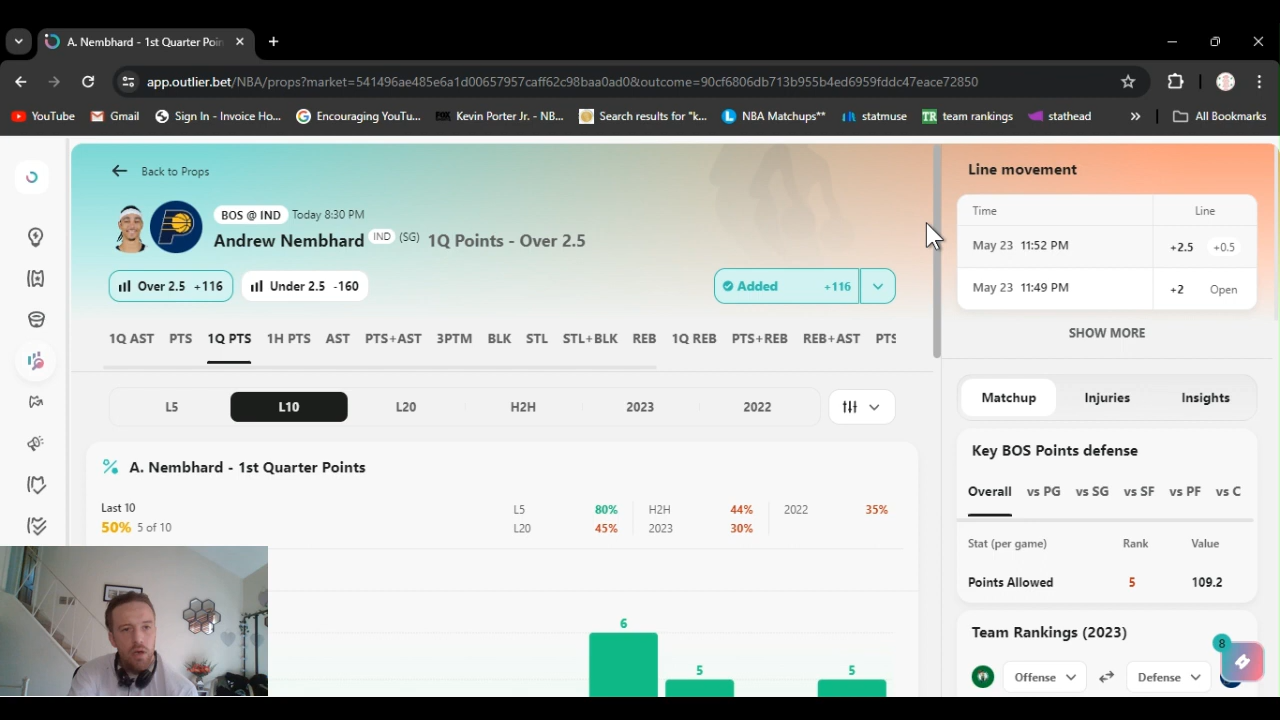 A. Nembhard - 1st Quarter Poin
app.outlier.bet/NBA/props?market=541496ae485e6a1d00657957caff62c98baa0ad0&outcome=90cf6806db713b955b4ed6959fddc47eace72850
YouTube Gmail Sign In - Invoice Ho... Encouraging YouTu... FOX Kevin Porter Jr. - NB... Search results for "k... NBA Matchups** statmuse TR team rankings stathead » All Bookmarks
Back to Props
BOS @ IND Today 8:30 PM
Andrew Nembhard IND (SG) 1Q Points - Over 2.5
Over 2.5 +116 Under 2.5 -160 Added +116
1Q AST PTS 1Q PTS 1H PTS AST PTS+AST 3PTM BLK STL STL+BLK REB 1Q REB PTS+REB REB+AST PTS
L5 L10 L20 H2H 2023 2022
A. Nembhard - 1st Quarter Points
Last 10
50% 5 of 10
L5 80% H2H 44% 2022 35%
L20 45% 2023 30%
6
5
5
Line movement
Time Line
May 23 11:52 PM +2.5 +0.5
May 23 11:49 PM +2 Open
SHOW MORE
Matchup Injuries Insights
Key BOS Points defense
Overall vs PG vs SG vs SF vs PF vs C
Stat (per game) Rank Value
Points Allowed 5 109.2
Team Rankings (2023)
8
Offense Defense